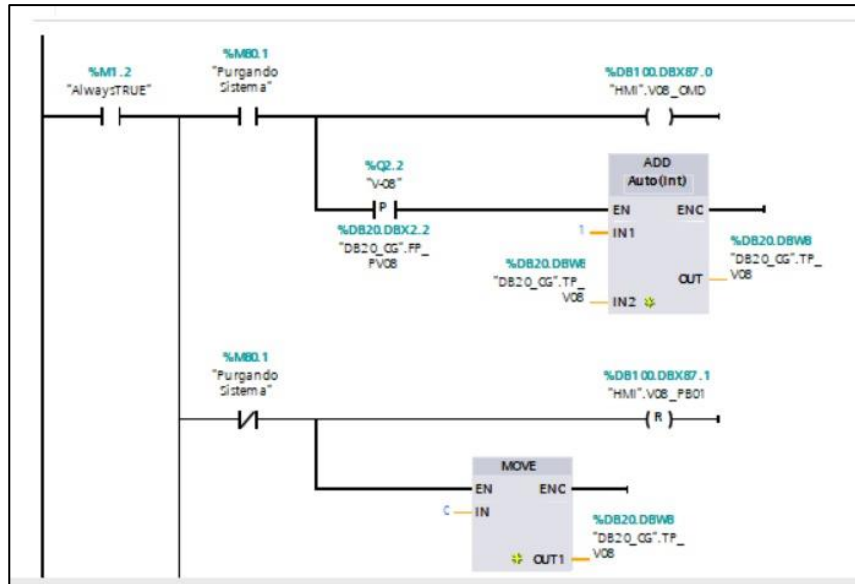 %M1.2
"AlwaysTRUE"
%M80.1
"Purgando
Sistema"
%DB100.DBX87.0
"HMI".V08_CMD
%Q2.2
"V-08"
P
%DB20.DBX2.2
"DB20_CG".FP_
PV08
ADD
Auto(Int)
EN
ENO
1
IN1
%DB20.DBW8
"DB20_CG".TP_
V08
IN2
OUT
%DB20.DBW8
"DB20_CG".TP_
V08
%M80.1
"Purgando
Sistema"
%DB100.DBX87.1
"HMI".V08_PB01
R
MOVE
EN
ENO
0
IN
OUT1
%DB20.DBW8
"DB20_CG".TP_
V08